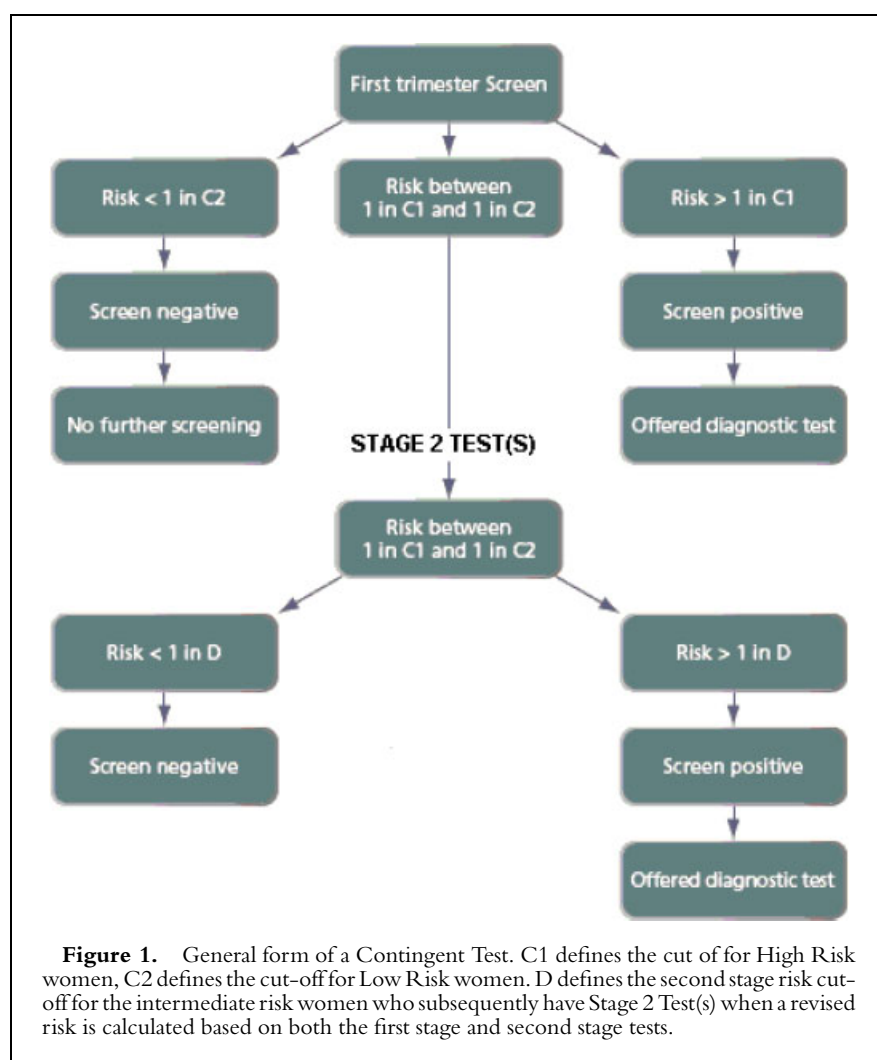 First trimester Screen
Risk < 1 in C2
Risk between
1 in C1 and 1 in C2
Risk > 1 in C1
Screen negative
Screen positive
No further screening
Offered diagnostic test
STAGE 2 TEST(S)
Risk between
1 in C1 and 1 in C2
Risk < 1 in D
Risk > 1 in D
Screen negative
Screen positive
Offered diagnostic test
Figure 1. General form of a Contingent Test. C1 defines the cut of for High Risk
women, C2 defines the cut-off for Low Risk women. D defines the second stage risk cut-
off for the intermediate risk women who subsequently have Stage 2 Test(s) when a revised
risk is calculated based on both the first stage and second stage tests.